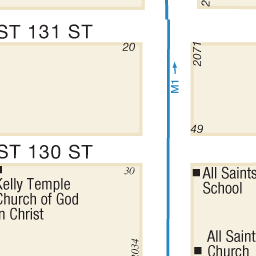 ST 131 ST
20
2071
M1 →
49
ST 130 ST
30
Kelly Temple
Church of God
in Christ
All Saints
School
2034
All Saint
Church